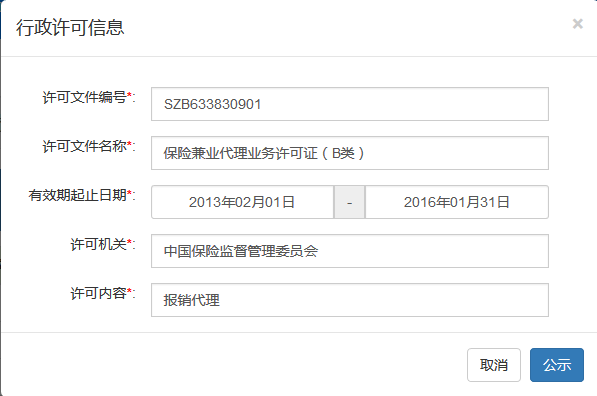 行政许可信息 ×
许可文件编号*: SZB633830901
许可文件名称*: 保险兼业代理业务许可证（B类）
有效期起止日期*: 2013年02月01日 - 2016年01月31日
许可机关*: 中国保险监督管理委员会
许可内容*: 报销代理
取消 公示